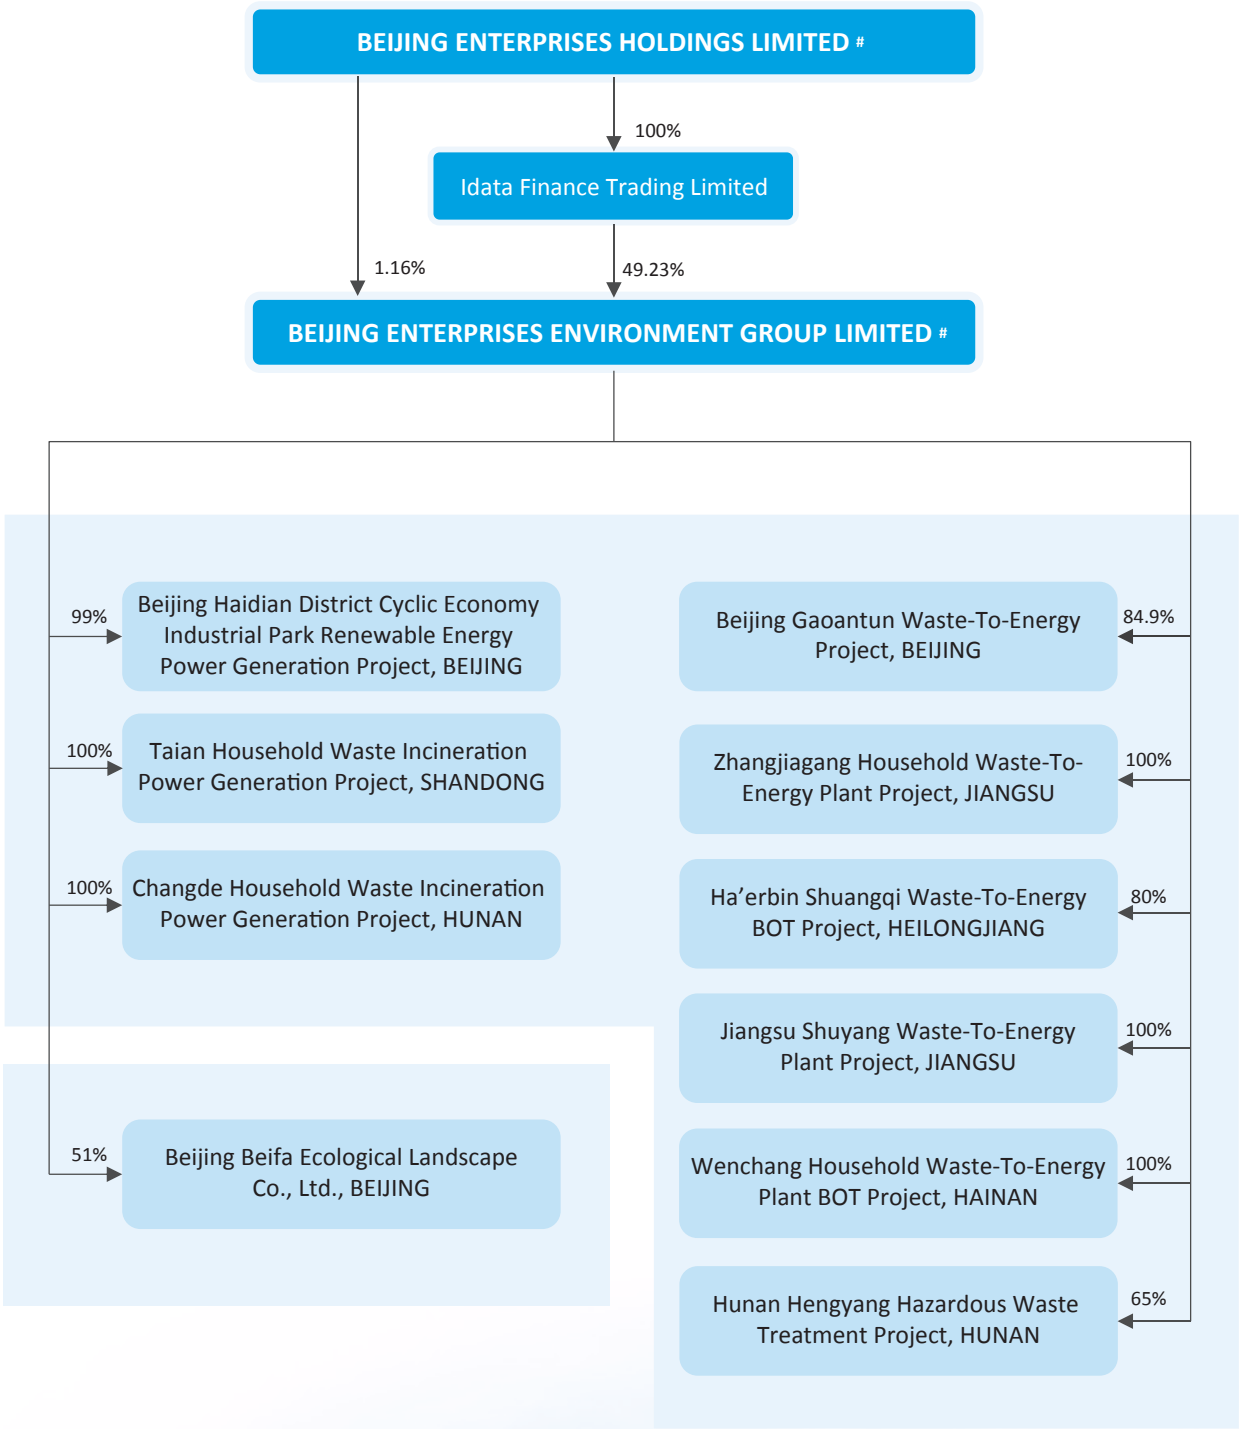 BEIJING ENTERPRISES HOLDINGS LIMITED #
100%
Idata Finance Trading Limited
1.16%
49.23%
BEIJING ENTERPRISES ENVIRONMENT GROUP LIMITED #
99%
Beijing Haidian District Cyclic Economy
Industrial Park Renewable Energy
Power Generation Project, BEIJING
100%
Taian Household Waste Incineration
Power Generation Project, SHANDONG
100%
Changde Household Waste Incineration
Power Generation Project, HUNAN
51%
Beijing Beifa Ecological Landscape
Co., Ltd., BEIJING
Beijing Gaoantun Waste-To-Energy
Project, BEIJING
84.9%
Zhangjiagang Household Waste-To-
Energy Plant Project, JIANGSU
100%
Ha’erbin Shuangqi Waste-To-Energy
BOT Project, HEILONGJIANG
80%
Jiangsu Shuyang Waste-To-Energy
Plant Project, JIANGSU
100%
Wenchang Household Waste-To-Energy
Plant BOT Project, HAINAN
100%
Hunan Hengyang Hazardous Waste
Treatment Project, HUNAN
65%